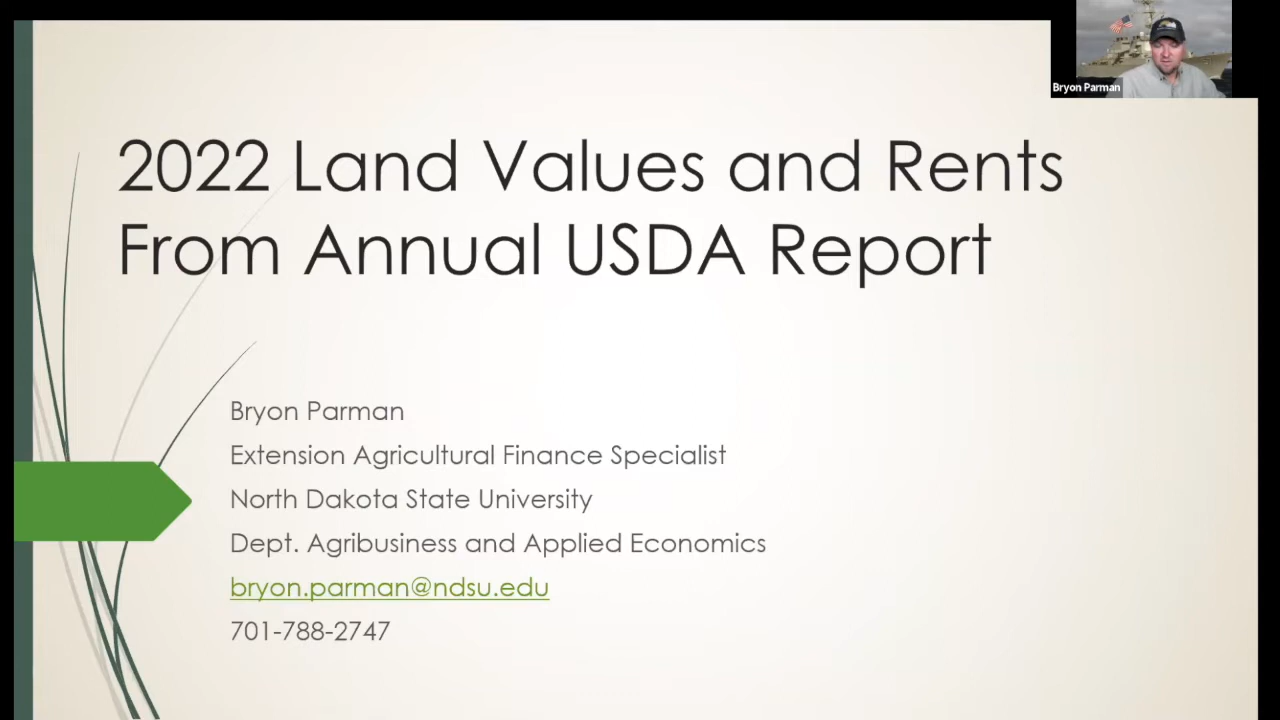 Bryon Parman
2022 Land Values and Rents
From Annual USDA Report
Bryon Parman
Extension Agricultural Finance Specialist
North Dakota State University
Dept. Agribusiness and Applied Economics
bryon.parman@ndsu.edu
701-788-2747